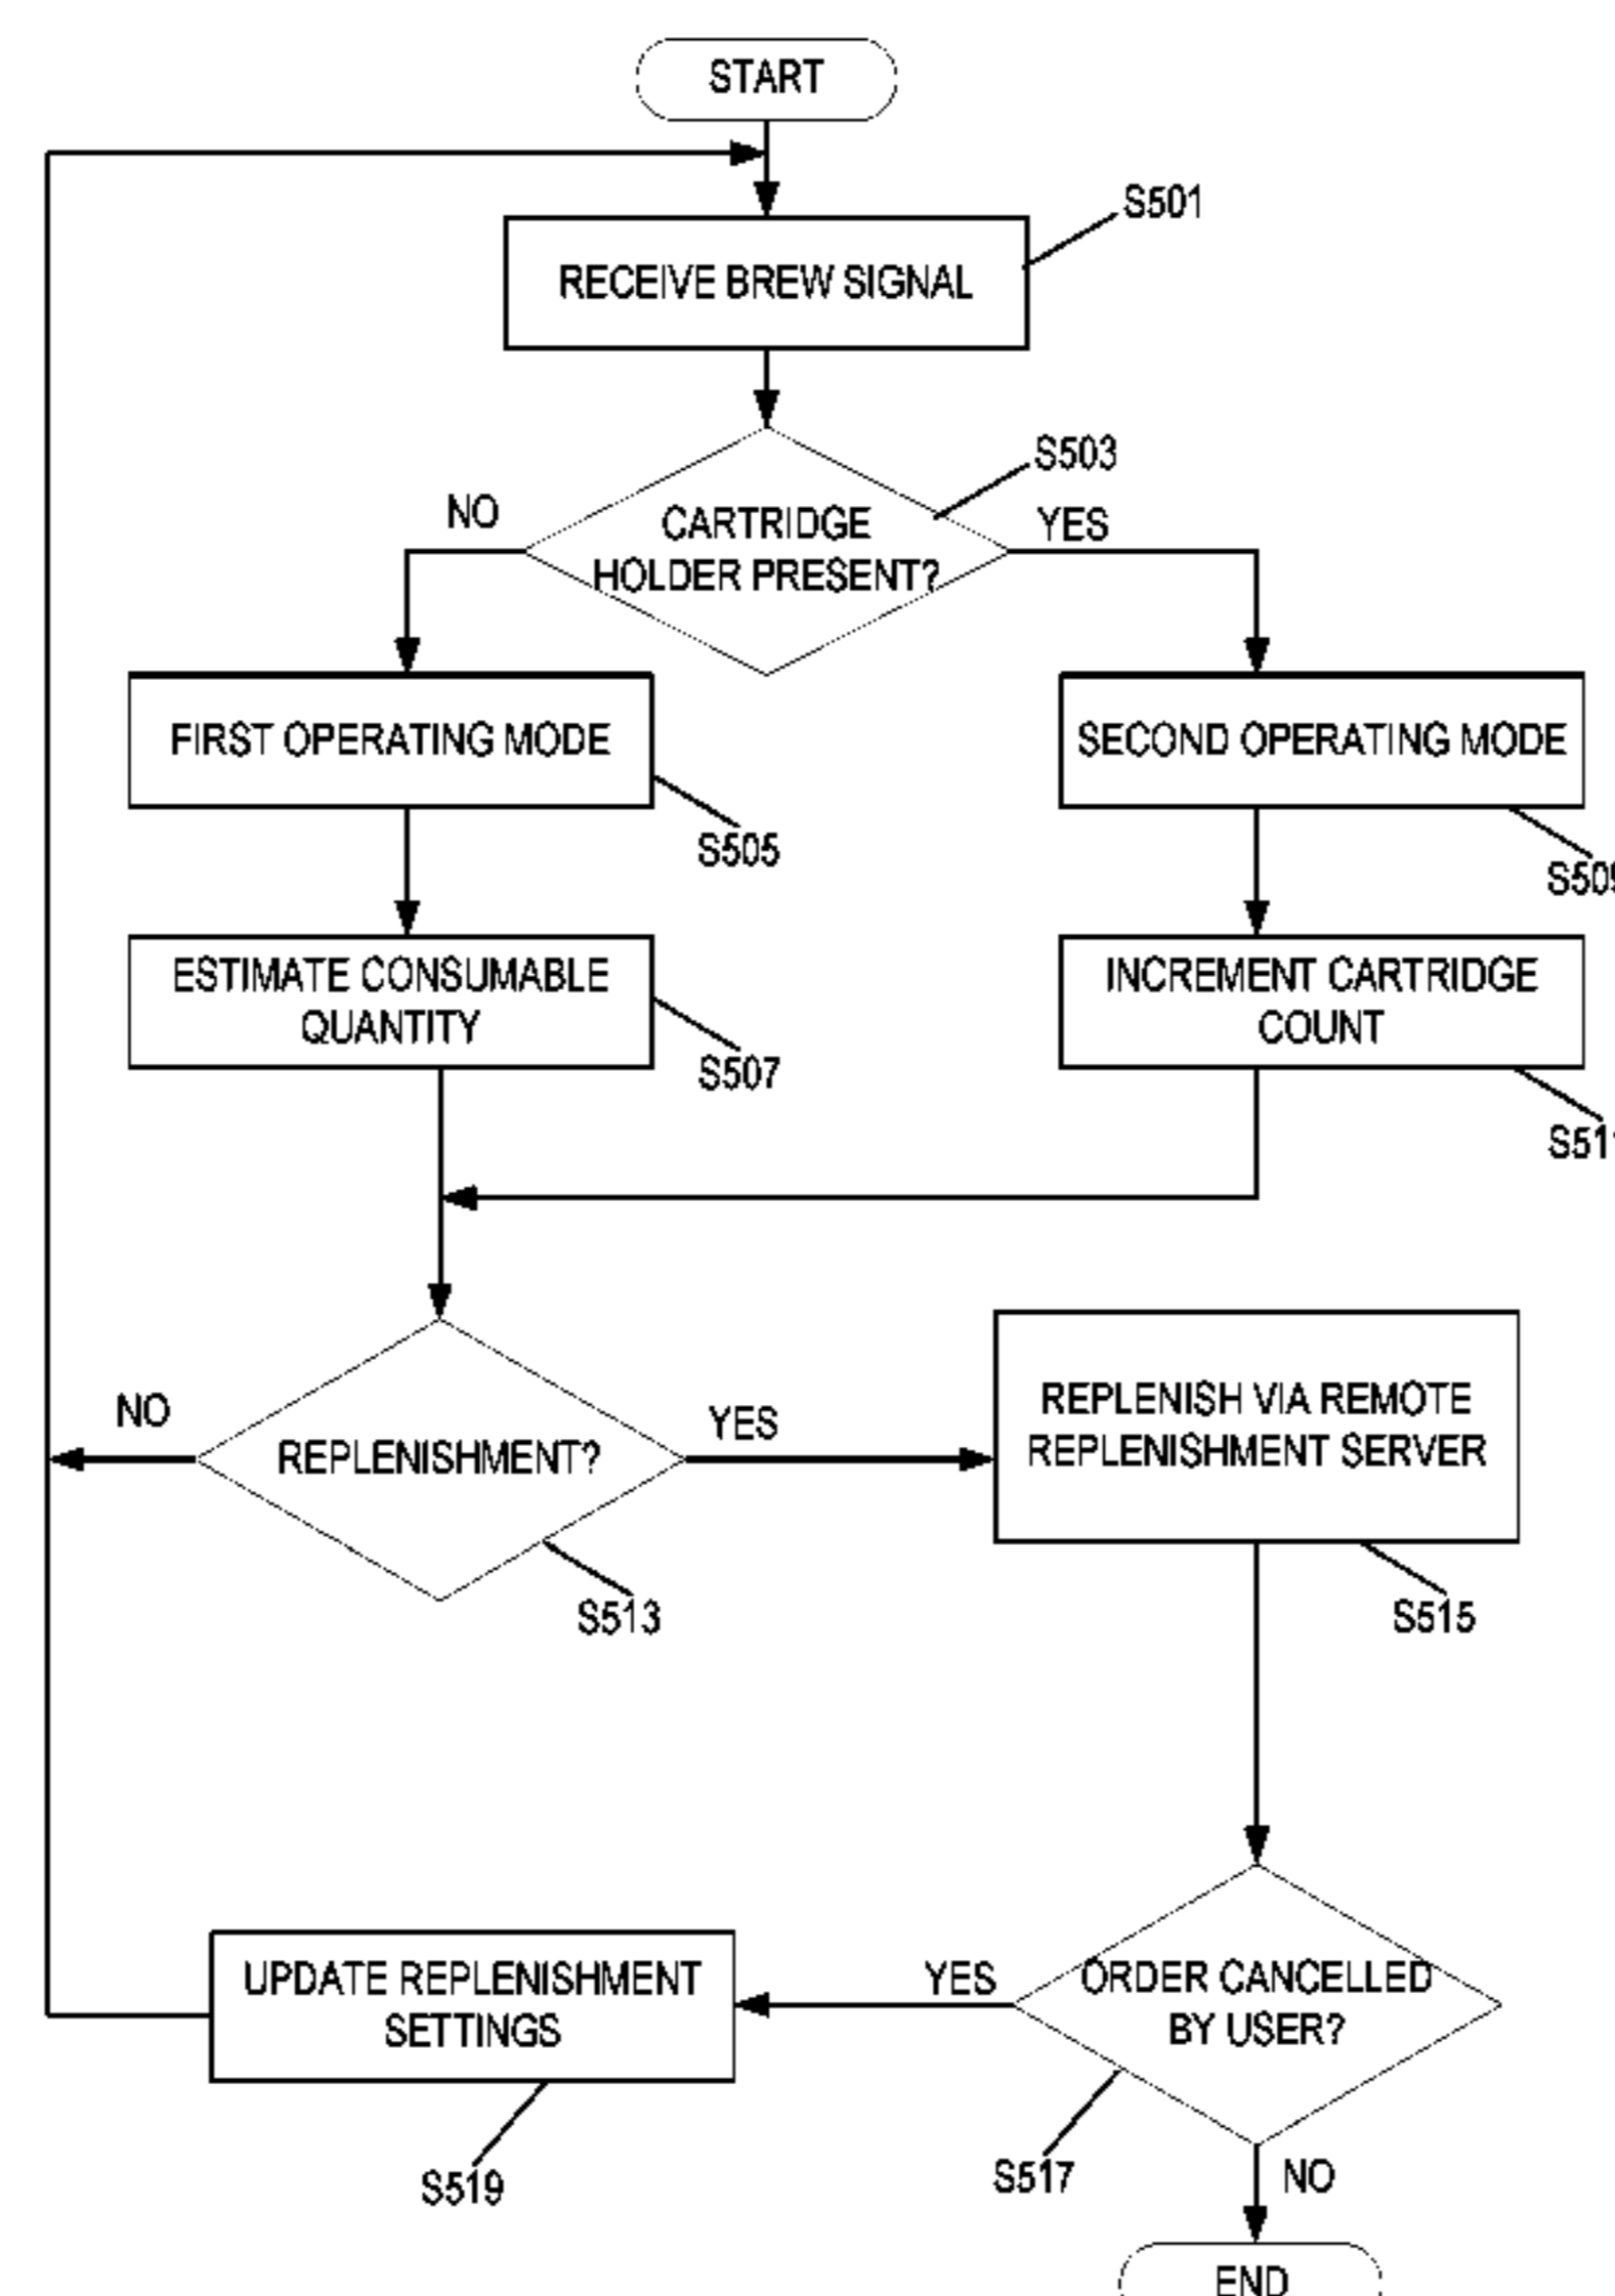 START
S501
RECEIVE BREW SIGNAL
S503
NO
CARTRIDGE
HOLDER PRESENT?
YES
FIRST OPERATING MODE
SECOND OPERATING MODE
S505
ESTIMATE CONSUMABLE
QUANTITY
INCREMENT CARTRIDGE
COUNT
S507
NO
REPLENISHMENT?
YES
REPLENISH VIA REMOTE
REPLENISHMENT SERVER
S513
S515
UPDATE REPLENISHMENT
SETTINGS
YES
ORDER CANCELLED
BY USER?
S519
S517
NO
END